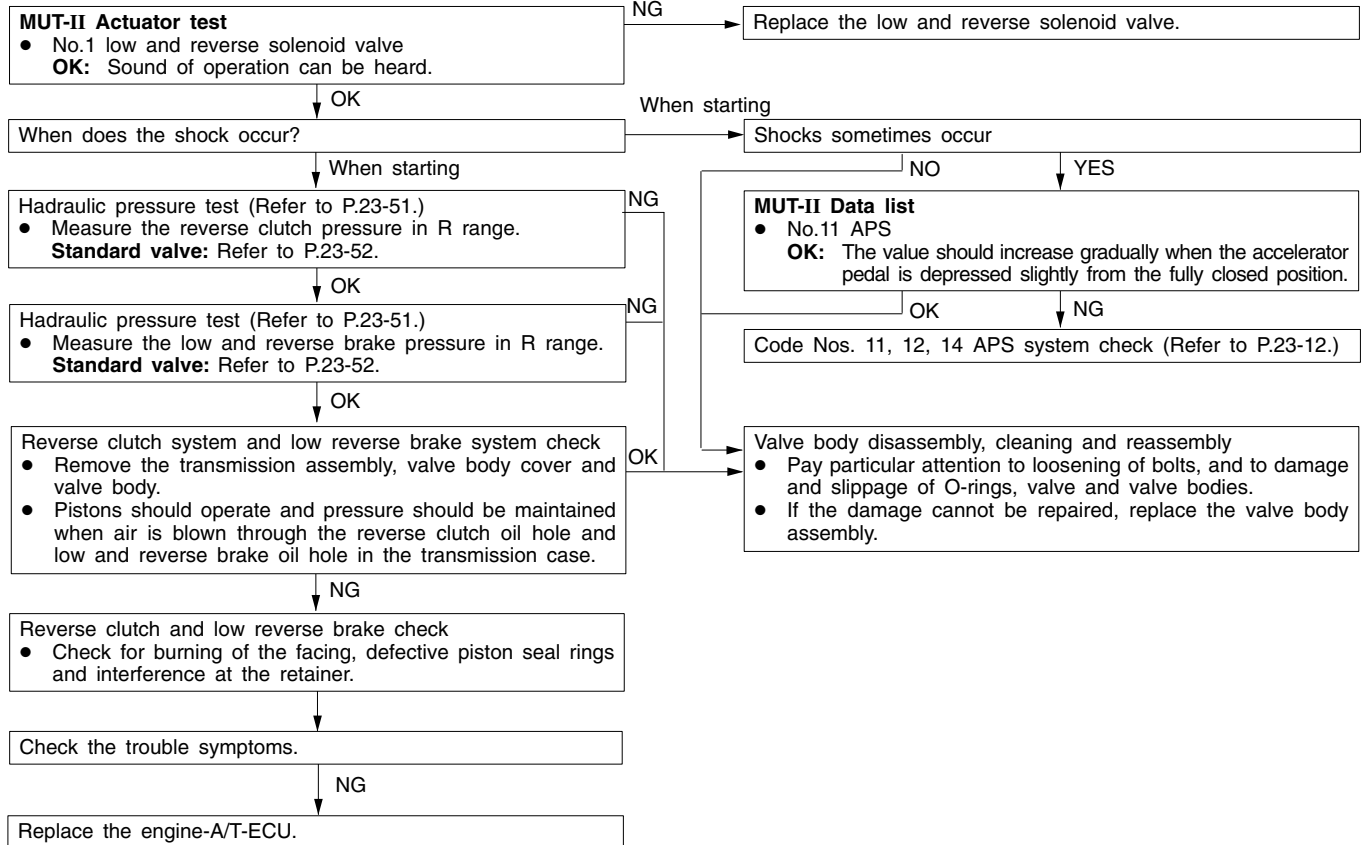 MUT-II Actuator test
● No.1 low and reverse solenoid valve
OK: Sound of operation can be heard.
NG
Replace the low and reverse solenoid valve.
OK
When starting
When does the shock occur?
Shocks sometimes occur
When starting
NO
YES
Hadraulic pressure test (Refer to P.23-51.)
● Measure the reverse clutch pressure in R range.
Standard valve: Refer to P.23-52.
NG
MUT-II Data list
● No.11 APS
OK: The value should increase gradually when the accelerator
pedal is depressed slightly from the fully closed position.
OK
Hadraulic pressure test (Refer to P.23-51.)
● Measure the low and reverse brake pressure in R range.
Standard valve: Refer to P.23-52.
NG
OK
NG
Code Nos. 11, 12, 14 APS system check (Refer to P.23-12.)
OK
Reverse clutch system and low reverse brake system check
● Remove the transmission assembly, valve body cover and
valve body.
● Pistons should operate and pressure should be maintained
when air is blown through the reverse clutch oil hole and
low and reverse brake oil hole in the transmission case.
OK
Valve body disassembly, cleaning and reassembly
● Pay particular attention to loosening of bolts, and to damage
and slippage of O-rings, valve and valve bodies.
● If the damage cannot be repaired, replace the valve body
assembly.
NG
Reverse clutch and low reverse brake check
● Check for burning of the facing, defective piston seal rings
and interference at the retainer.
Check the trouble symptoms.
NG
Replace the engine-A/T-ECU.